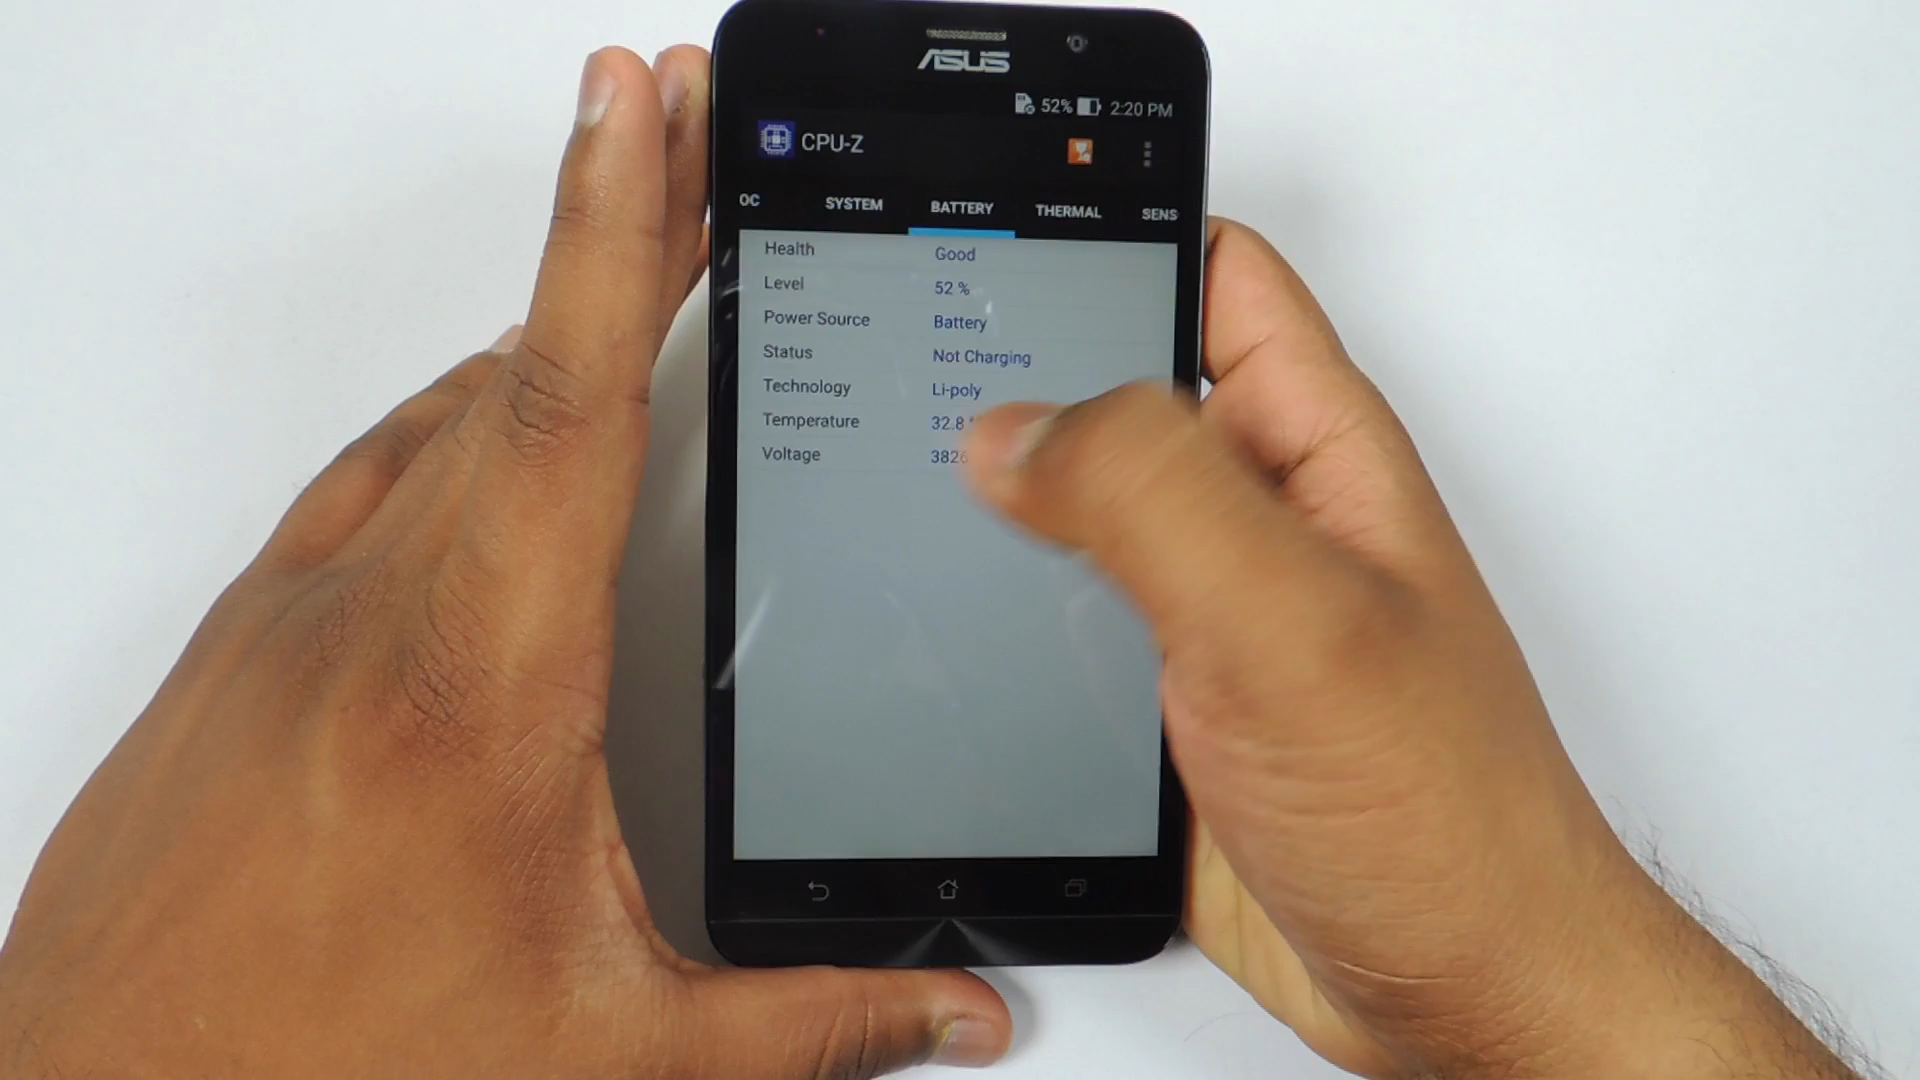 ASUS
52% 2:20 PM
CPU-Z
OC SYSTEM BATTERY THERMAL SENS
Health Good
Level 52 %
Power Source Battery
Status Not Charging
Technology Li-poly
Temperature 32.8
Voltage 3826